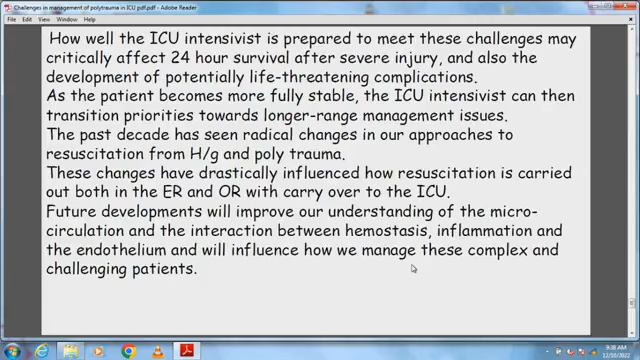 Challenges in management of polytrauma in ICU pdf.pdf - Adobe Reader
File Edit View Window Help
How well the ICU intensivist is prepared to meet these challenges may
critically affect 24 hour survival after severe injury, and also the
development of potentially life-threatening complications.
As the patient becomes more fully stable, the ICU intensivist can then
transition priorities towards longer-range management issues.
The past decade has seen radical changes in our approaches to
resuscitation from H/g and poly trauma.
These changes have drastically influenced how resuscitation is carried
out both in the ER and OR with carry over to the ICU.
Future developments will improve our understanding of the micro-
circulation and the interaction between hemostasis, inflammation and
the endothelium and will influence how we manage these complex and
challenging patients.
9:38 AM
12/10/2022